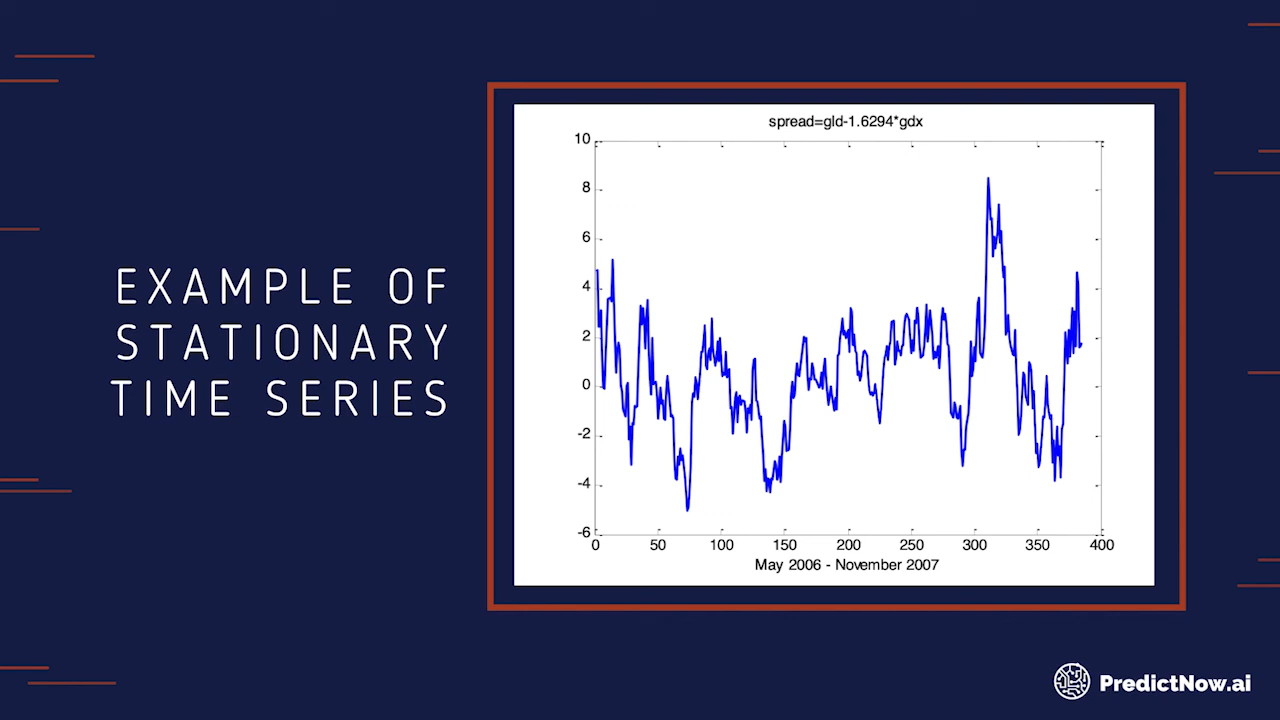 EXAMPLE OF
STATIONARY
TIME SERIES
spread=gld-1.6294*gdx
10
8
6
4
2
0
-2
-4
-6
0 50 100 150 200 250 300 350 400
May 2006 - November 2007
PredictNow.ai